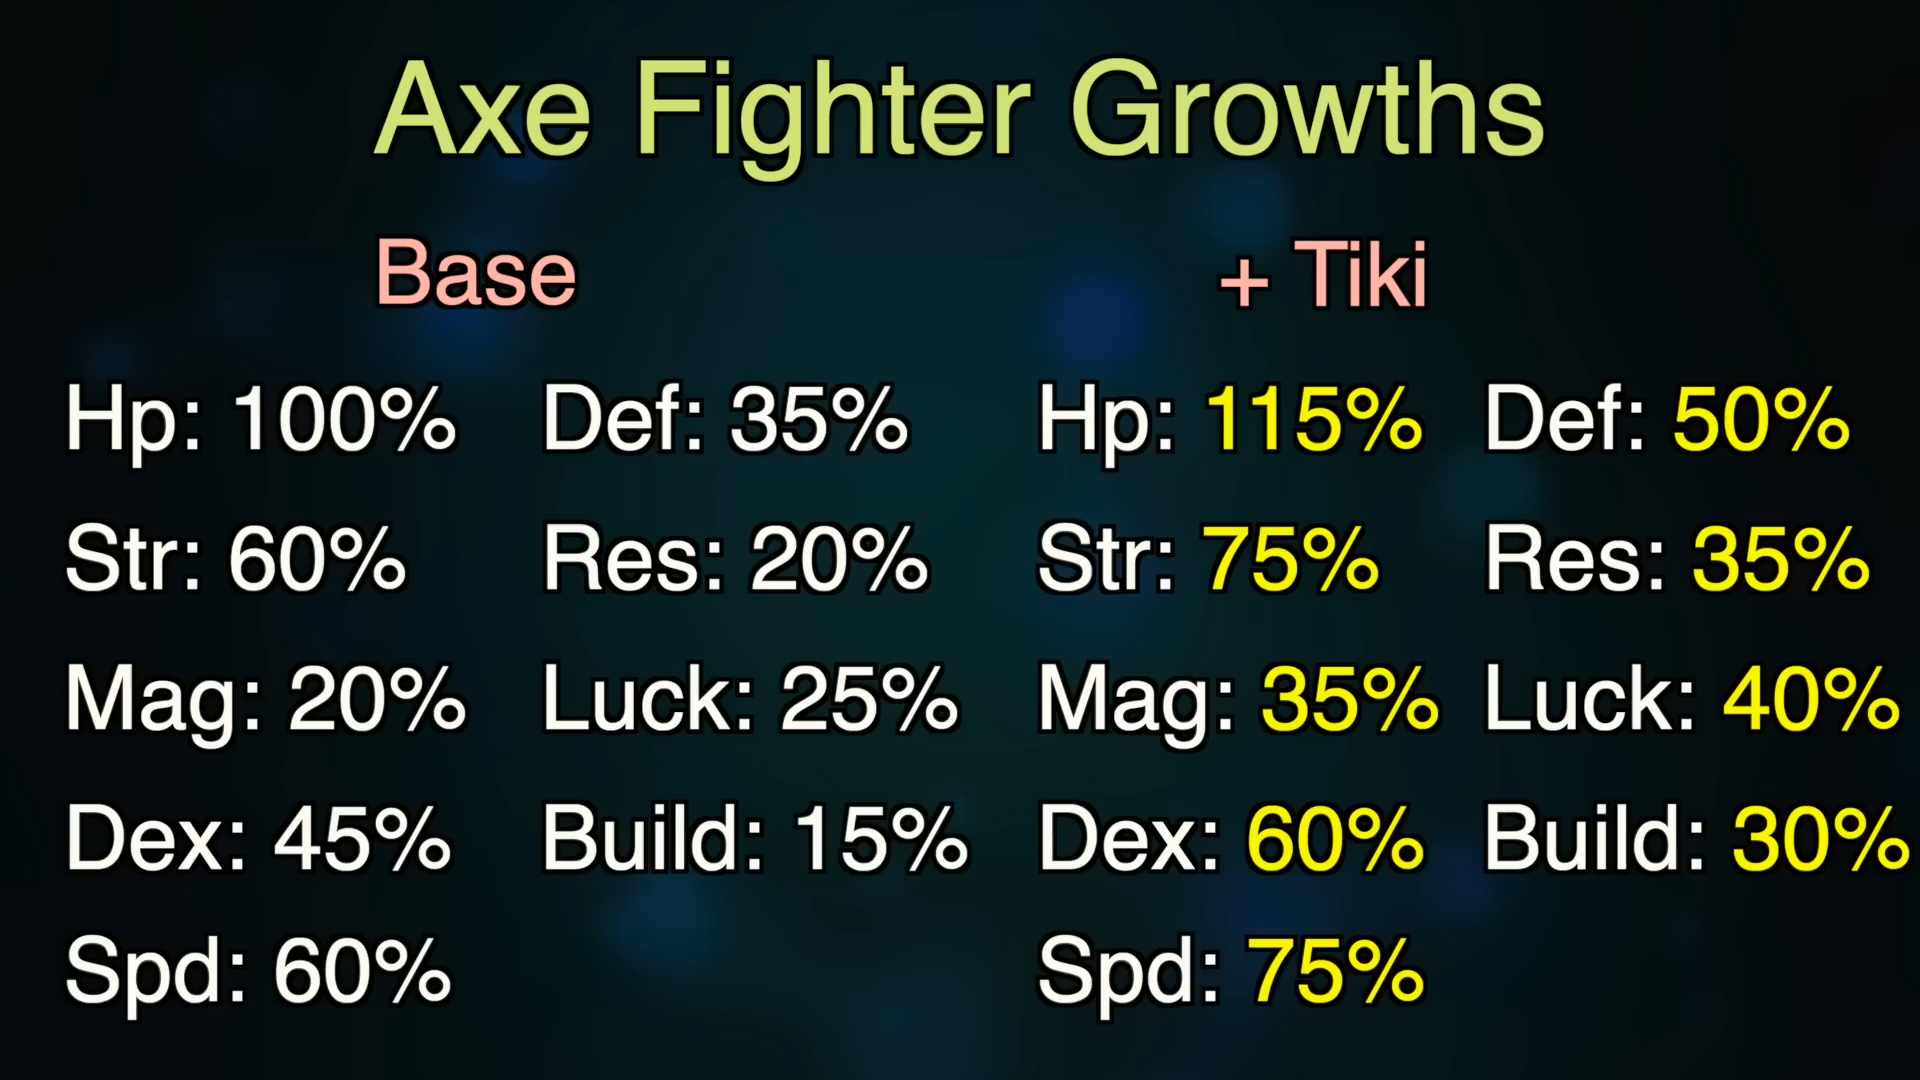 Axe Fighter Growths
Base
Hp: 100% Def: 35%
Str: 60% Res: 20%
Mag: 20% Luck: 25%
Dex: 45% Build: 15%
Spd: 60%
+ Tiki
Hp: 115% Def: 50%
Str: 75% Res: 35%
Mag: 35% Luck: 40%
Dex: 60% Build: 30%
Spd: 75%